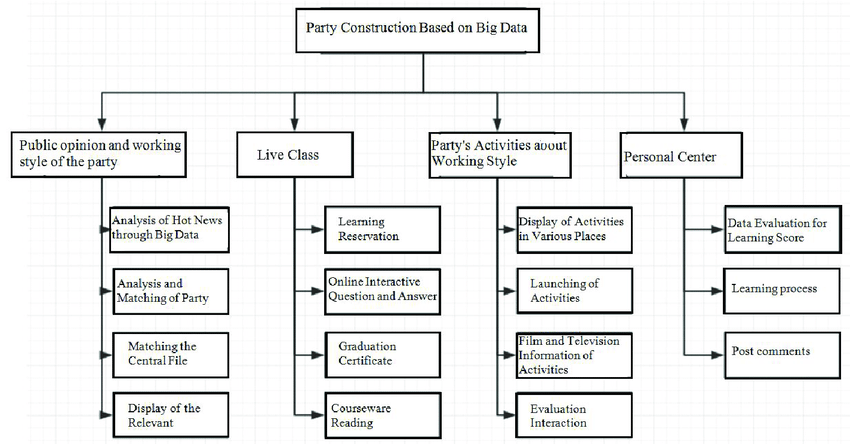 Party Construction Based on Big Data
Public opinion and working
style of the party
Live Class
Party's Activities about
Working Style
Personal Center
Analysis of Hot News
through Big Data
Learning
Reservation
Display of Activities
in Various Places
Data Evaluation for
Learning Score
Analysis and
Matching of Party
Online Interactive
Question and Answer
Launching of
Activities
Learning process
Matching the
Central File
Graduation
Certificate
Film and Television
Information of
Activities
Post comments
Display of the
Relevant
Courseware
Reading
Evaluation
Interaction